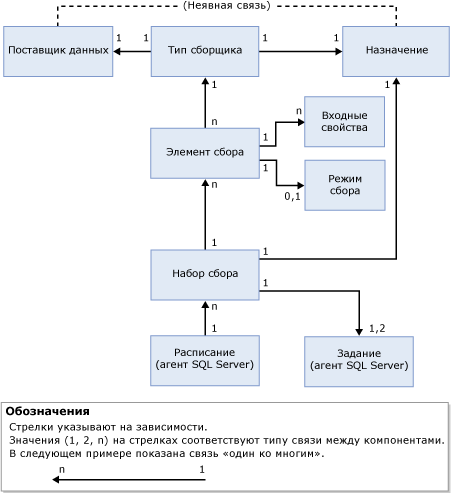 (Неявная связь)
Поставщик данных
1
1
Тип сборщика
1
1
Назначение
1
1
n
Элемент сбора
1
n
Входные
свойства
1
0,1
Режим
сбора
n
1
Набор сбора
1
1
1,2
n
1
Расписание
(агент SQL Server)
Задание
(агент SQL Server)
Обозначения
Стрелки указывают на зависимости.
Значения (1, 2, n) на стрелках соответствуют типу связи между компонентами.
В следующем примере показана связь «один ко многим».
n
1